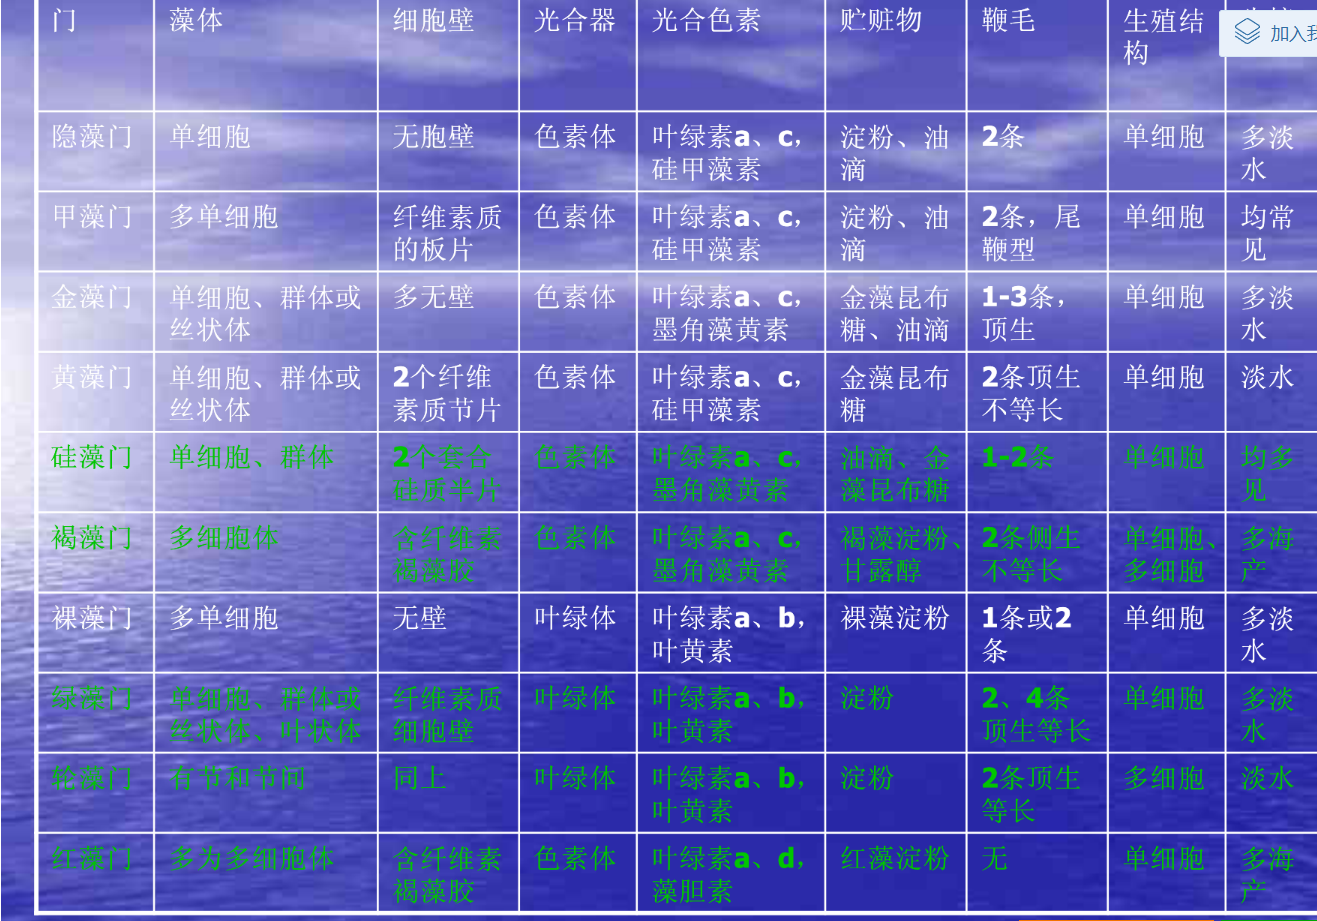 门 藻体 细胞壁 光合器 光合色素 贮赃物 鞭毛 生殖结
构
加入我
隐藻门 单细胞 无胞壁 色素体 叶绿素a、c， 淀粉、油 2条 单细胞 多淡
硅甲藻素 滴 水
甲藻门 多单细胞 纤维素质 色素体 叶绿素a、c， 淀粉、油 2条，尾 单细胞 均常
的板片 硅甲藻素 滴 鞭型 见
金藻门 单细胞、群体或 多无壁 色素体 叶绿素a、c， 金藻昆布 1-3条， 单细胞 多淡
丝状体 墨角藻黄素 糖、油滴 顶生 水
黄藻门 单细胞、群体或 2个纤维 色素体 叶绿素a、c， 金藻昆布 2条顶生 单细胞 淡水
丝状体 素质节片 硅甲藻素 糖 不等长
硅藻门 单细胞、群体 2个套合 色素体 叶绿素a、c， 油滴、金 1-2条 单细胞 均多
硅质半片 墨角藻黄素 藻昆布糖 见
褐藻门 多细胞体 含纤维素 色素体 叶绿素a、c， 褐藻淀粉、 2条侧生 单细胞、 多海
褐藻胶 墨角藻黄素 甘露醇 不等长 多细胞 产
裸藻门 多单细胞 无壁 叶绿体 叶绿素a、b， 裸藻淀粉 1条或2 单细胞 多淡
叶黄素 条 水
绿藻门 单细胞、群体或 纤维素质 叶绿体 叶绿素a、b， 淀粉 2、4条 单细胞 多淡
丝状体、叶状体 细胞壁 叶黄素 顶生等长 水
轮藻门 有节和节间 同上 叶绿体 叶绿素a、b， 淀粉 2条顶生 多细胞 淡水
叶黄素 等长
红藻门 多为多细胞体 含纤维素 色素体 叶绿素a、d， 红藻淀粉 无 单细胞 多海
褐藻胶 藻胆素 产